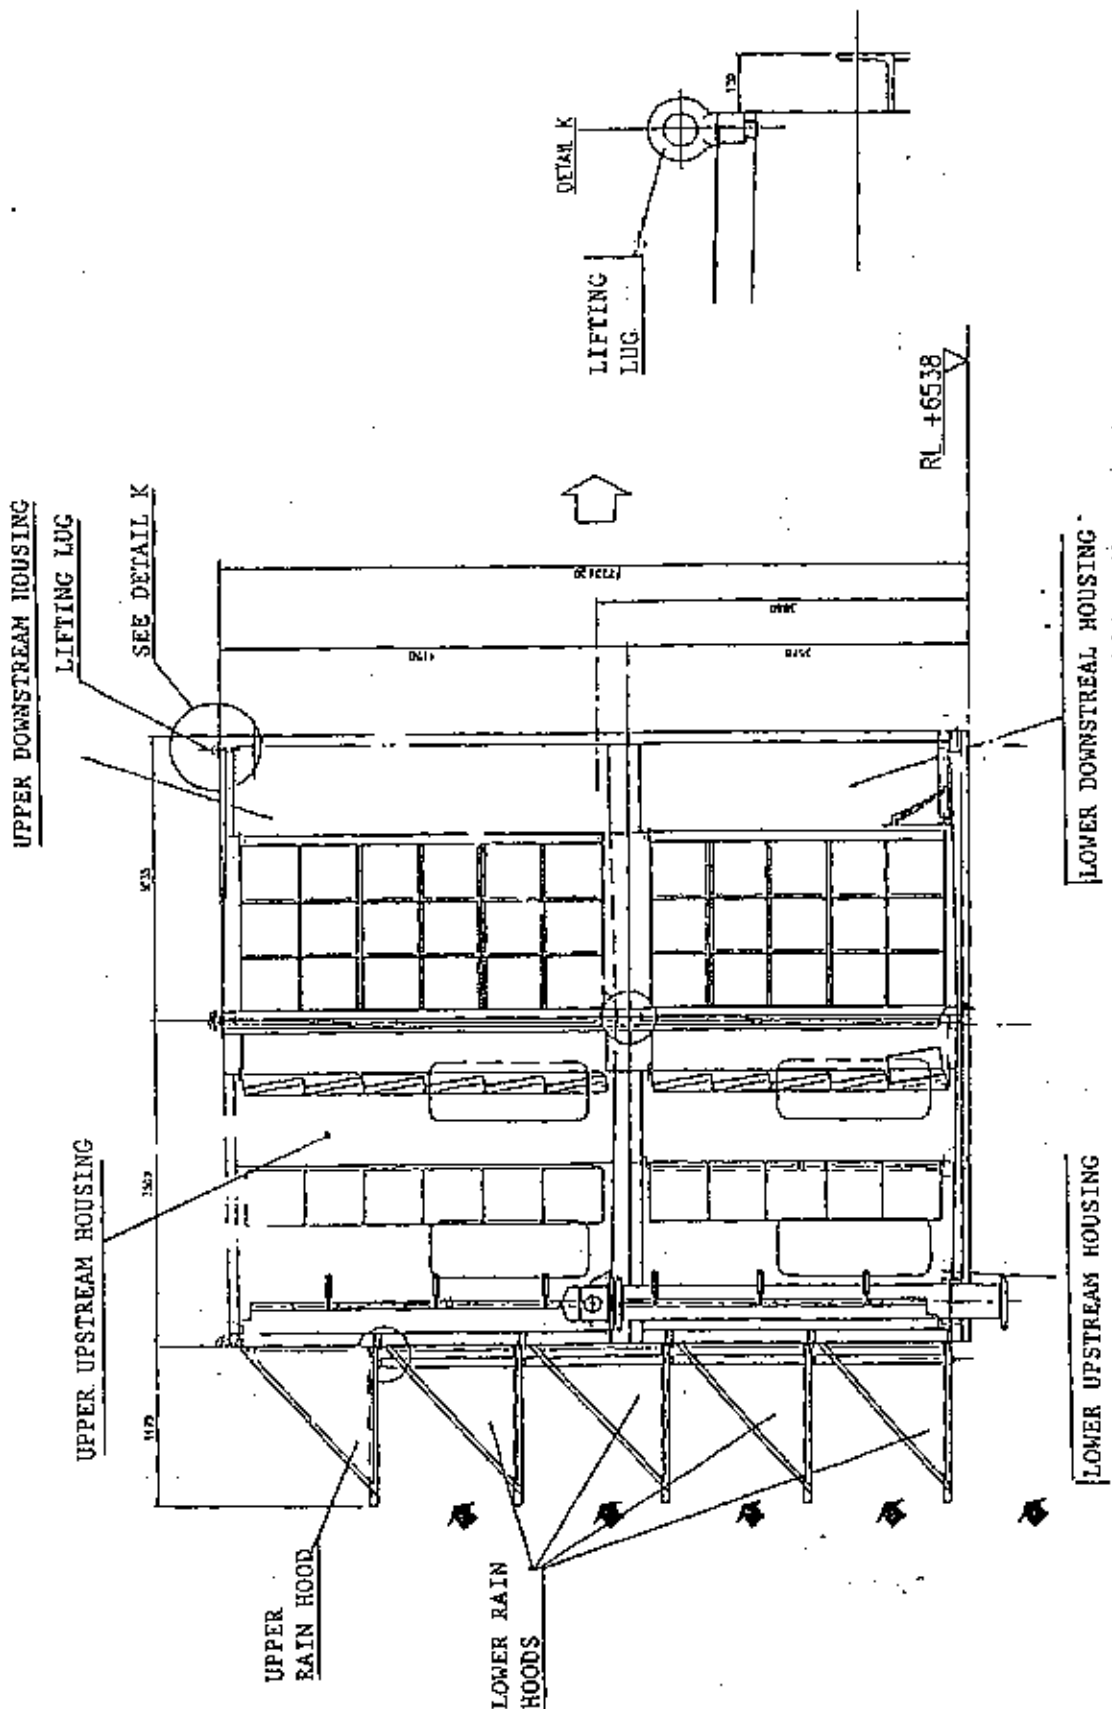 UPPER DOWNSTREAM HOUSING
LIFTING LUG
SEE DETAIL K
UPPER UPSTREAM HOUSING
UPPER
RAIN HOOD
LOWER RAIN
HOODS
LOWER UPSTREAM HOUSING
LOWER DOWNSTREAL HOUSING
RL +6538
LIFTING
LUG
DETAIL K